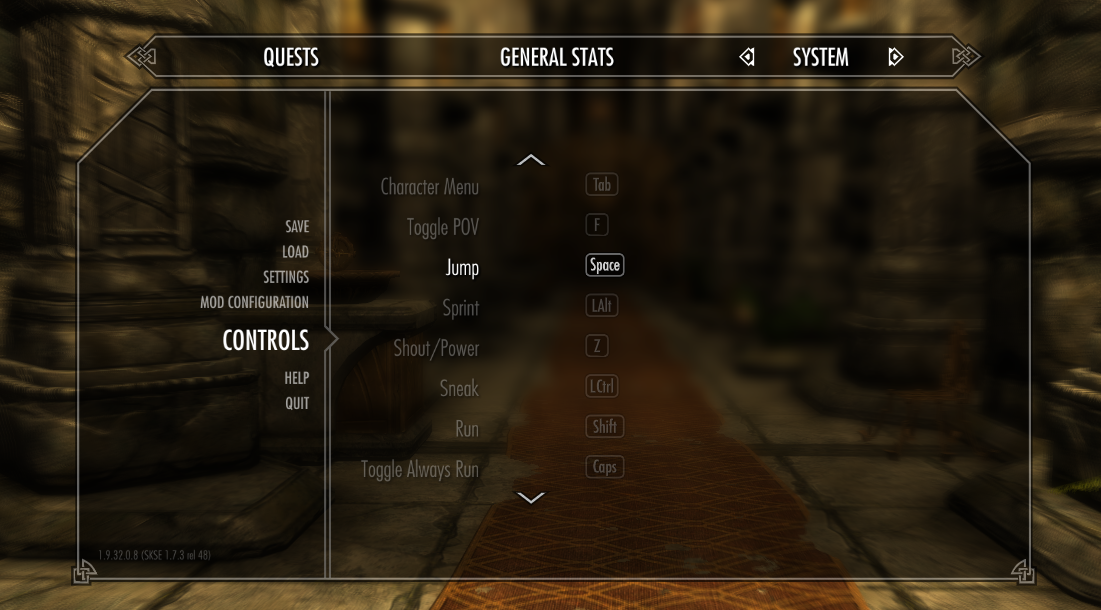 QUESTS GENERAL STATS SYSTEM
SAVE
LOAD
SETTINGS
MOD CONFIGURATION
CONTROLS
HELP
QUIT
Character Menu Tab
Toggle POV F
Jump Space
Sprint LAlt
Shout/Power Z
Sneak LCtrl
Run Shift
Toggle Always Run Caps
1.9.32.0.8 (SKSE 1.7.3 rel 48)